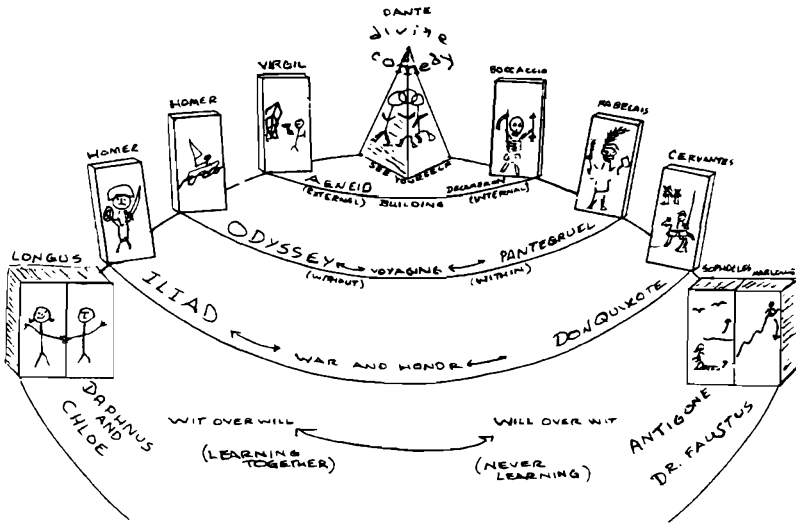 DANTE
divine
comedy
VIRGIL
BOCCACCIO
HOMER
RABELAIS
HOMER
CERVANTES
SEE YOURSELF
AENEID
(EXTERNAL)
BUILDING
DECAMERON
(INTERNAL)
LONGUS
ODYSSEY
(WITHOUT)
VOYAGING
PANTEGRUEL
(WITHIN)
SOPHOCLES MARLOWE
ILIAD
WAR AND HONOR
DON QUIXOTE
DAPHNUS
AND
CHLOE
WIT OVER WILL
(LEARNING
TOGETHER)
WILL OVER WIT
(NEVER
LEARNING)
ANTIGONE
DR. FAUSTUS